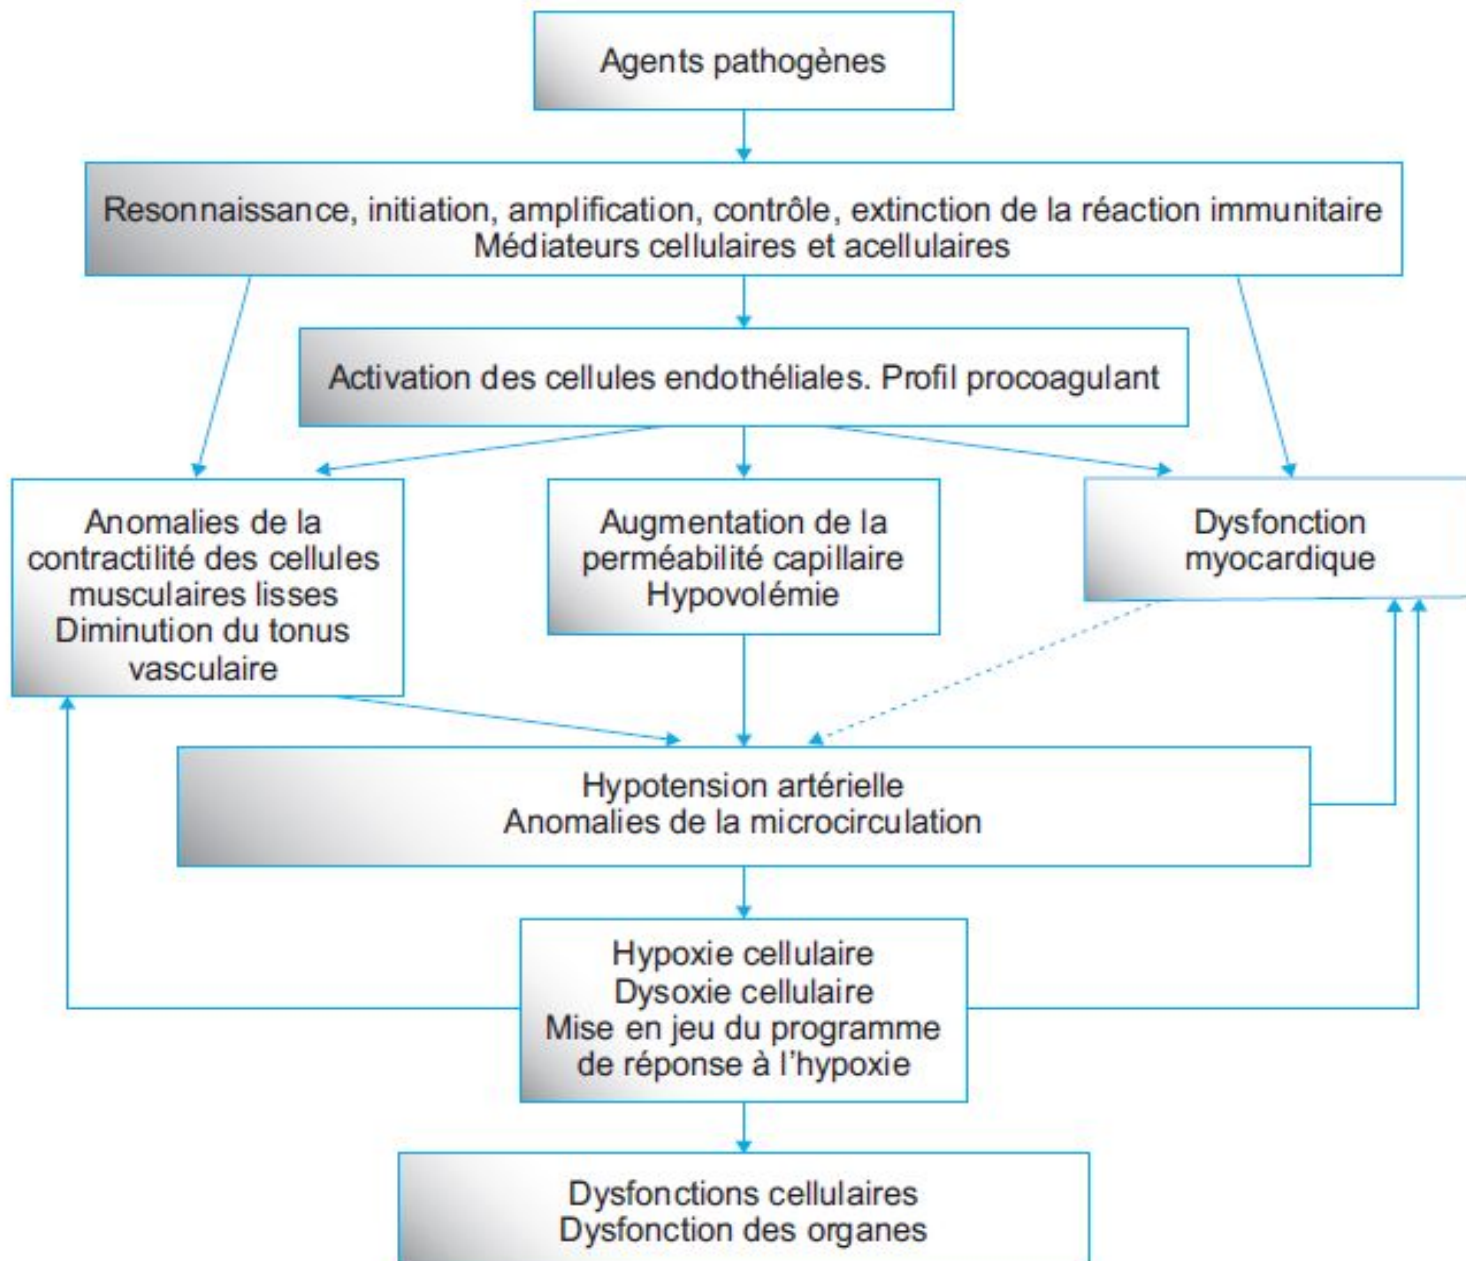 Agents pathogènes
Resonnaissance, initiation, amplification, contrôle, extinction de la réaction immunitaire
Médiateurs cellulaires et acellulaires
Activation des cellules endothéliales. Profil procoagulant
Anomalies de la
contractilité des cellules
musculaires lisses
Diminution du tonus
vasculaire
Augmentation de la
perméabilité capillaire
Hypovolémie
Dysfonction
myocardique
Hypotension artérielle
Anomalies de la microcirculation
Hypoxie cellulaire
Dysoxie cellulaire
Mise en jeu du programme
de réponse à l'hypoxie
Dysfonctions cellulaires
Dysfonction des organes